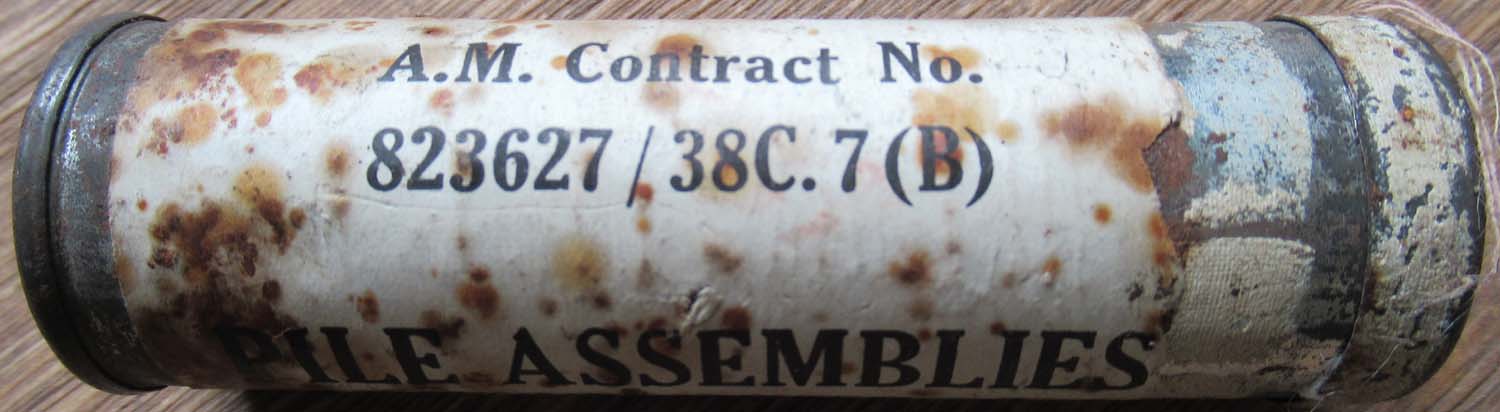 A.M. Contract No.
823627/38C.7(B)
PILE ASSEMBLIES